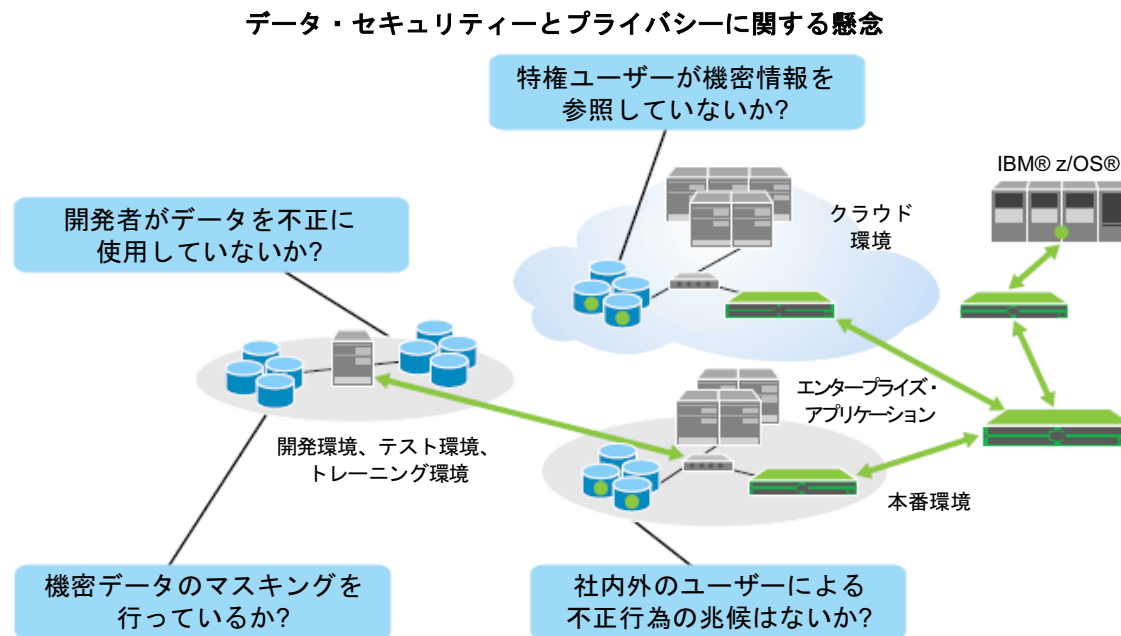 データ・セキュリティーとプライバシーに関する懸念
特権ユーザーが機密情報を
参照していないか?
IBM® z/OS®
開発者がデータを不正に
使用していないか?
クラウド
環境
エンタープライズ・
アプリケーション
開発環境、テスト環境、
トレーニング環境
本番環境
機密データのマスキングを
行っているか?
社内外のユーザーによる
不正行為の兆候はないか?